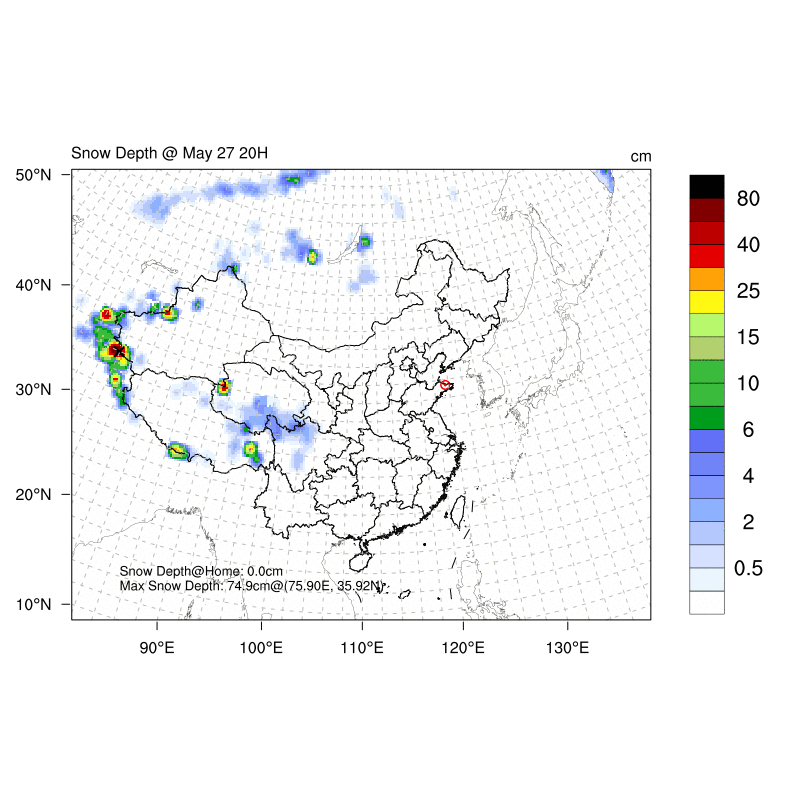 Snow Depth @ May 27 20H
cm
50°N
40°N
30°N
20°N
10°N
90°E
100°E
110°E
120°E
130°E
80
40
25
15
10
6
4
2
0.5
Snow Depth@Home: 0.0cm
Max Snow Depth: 74.9cm@(75.90E, 35.92N)